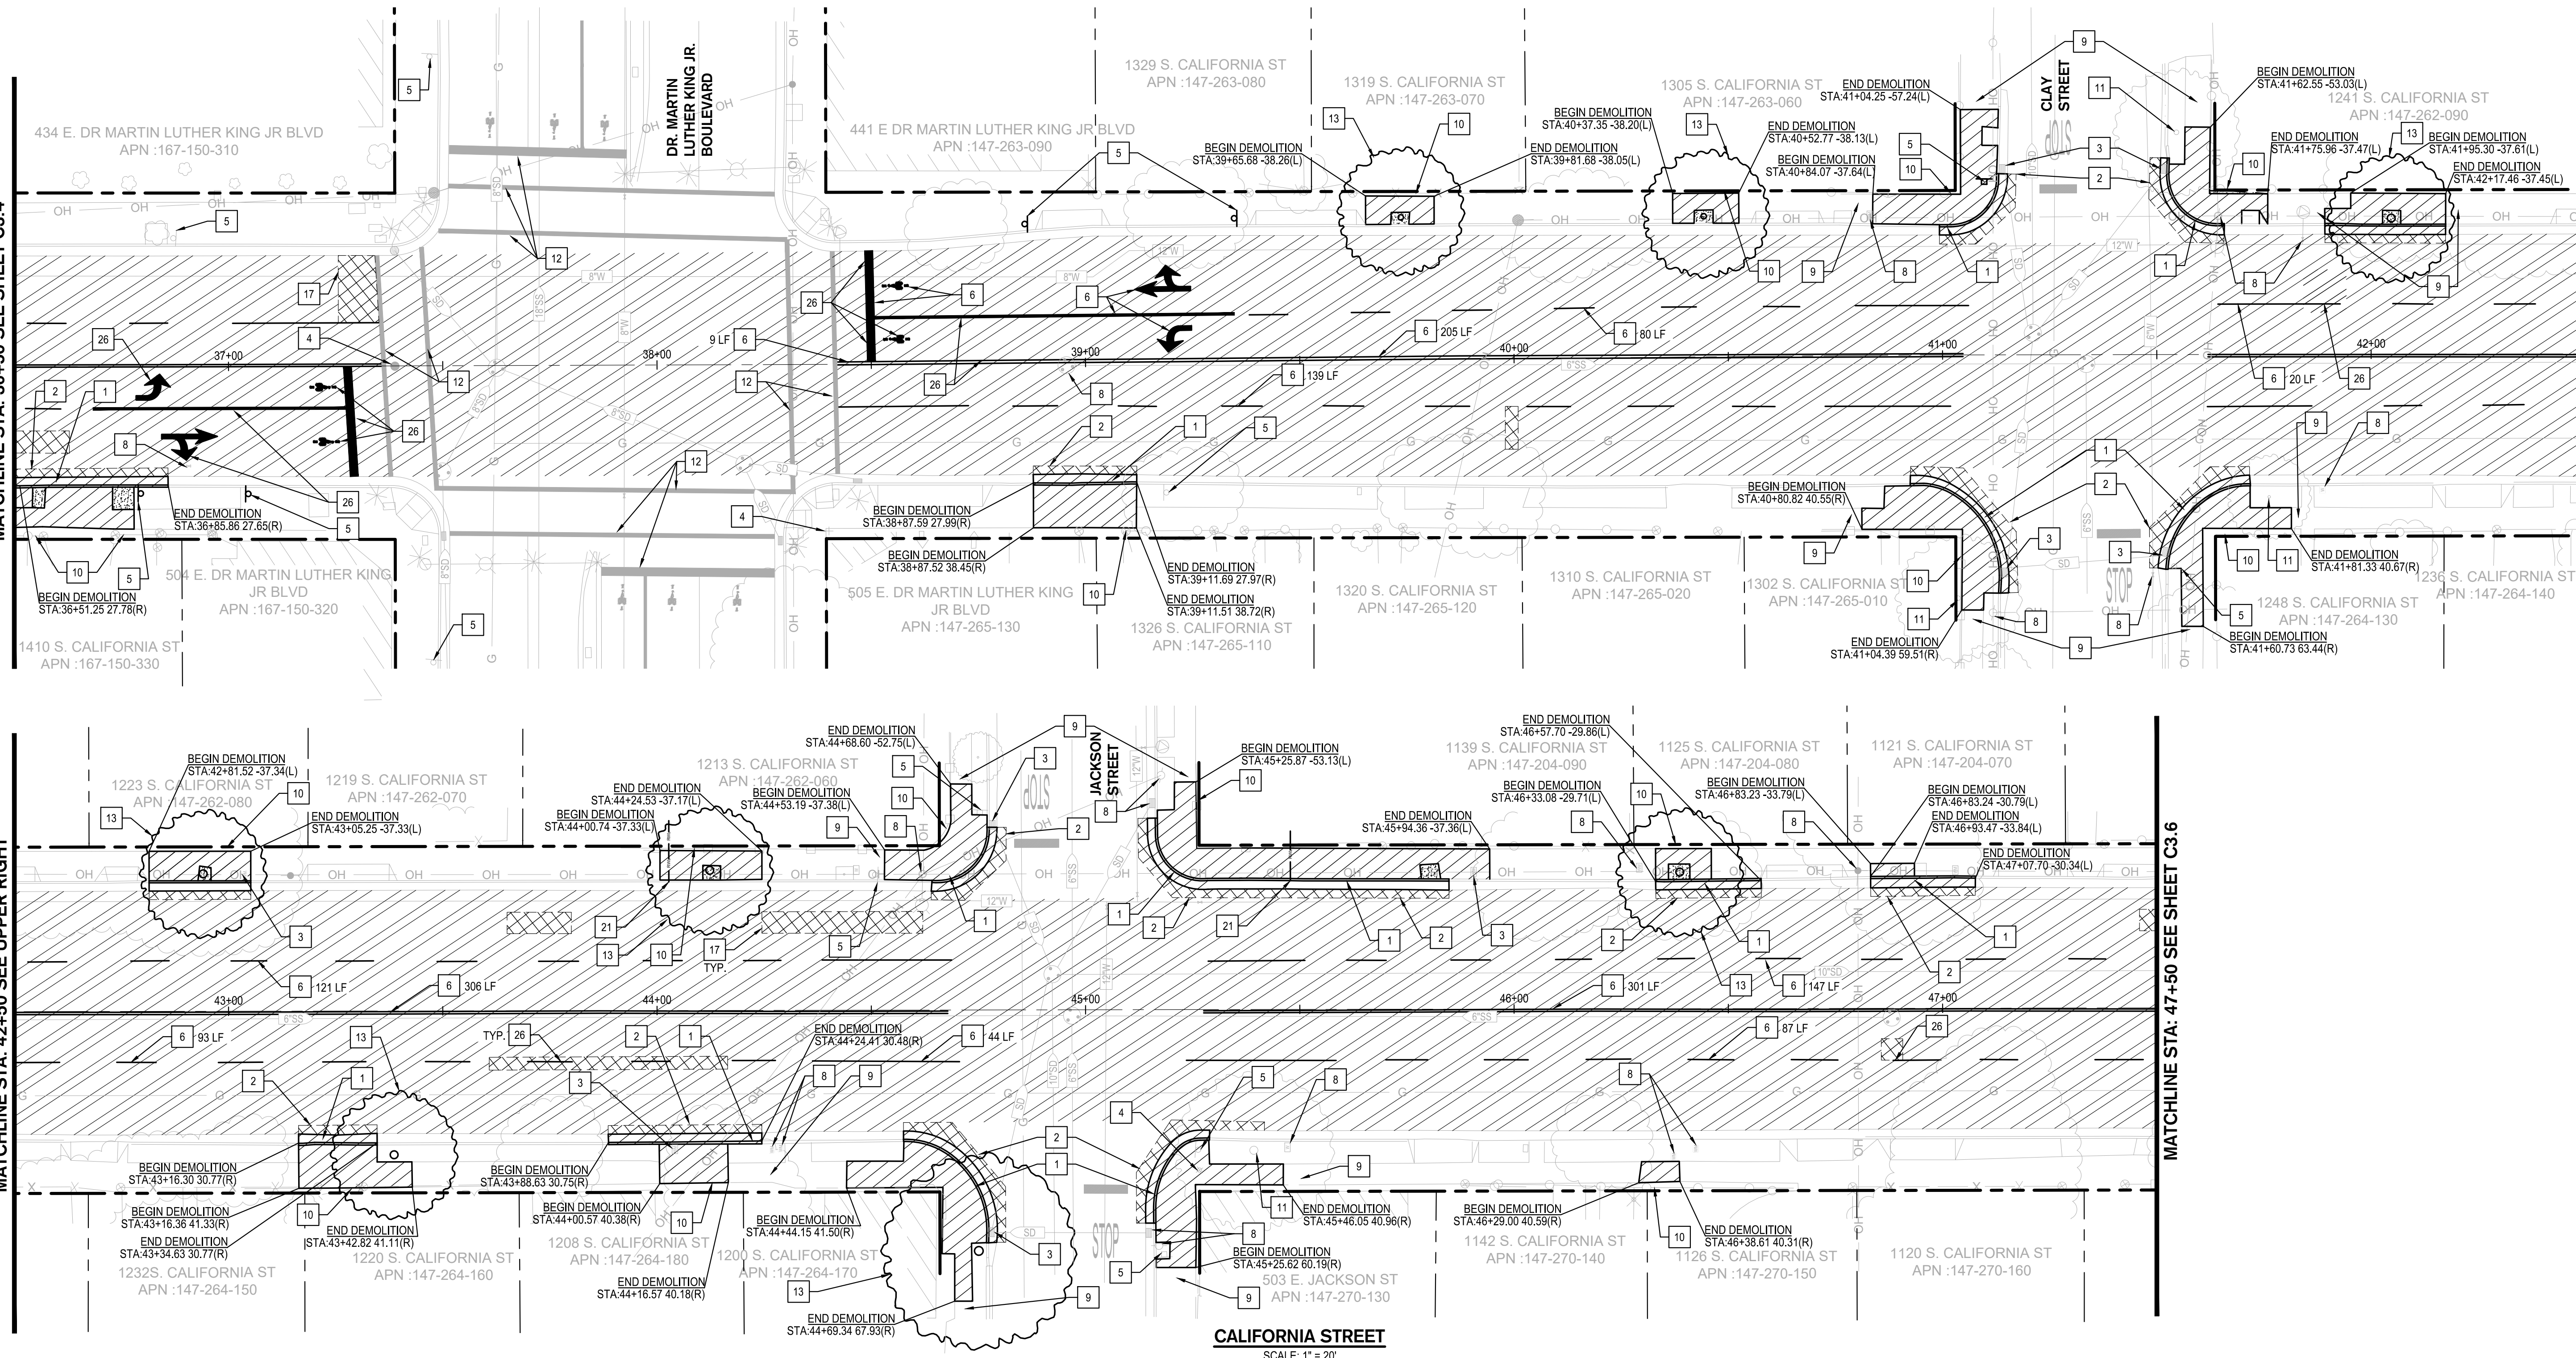 MATCHLINE STA: 36+50 SEE SHEET C3.4
434 E. DR MARTIN LUTHER KING JR BLVD
APN :167-150-310
DR. MARTIN
LUTHER KING JR.
BOULEVARD
441 E DR MARTIN LUTHER KING JR BLVD
APN :147-263-090
1329 S. CALIFORNIA ST
APN :147-263-080
1319 S. CALIFORNIA ST
APN :147-263-070
1305 S. CALIFORNIA ST
APN :147-263-060
CLAY
STREET
1241 S. CALIFORNIA ST
APN :147-262-090
BEGIN DEMOLITION
STA:39+65.68 -38.26(L)
END DEMOLITION
STA:39+81.68 -38.05(L)
BEGIN DEMOLITION
STA:40+37.35 -38.20(L)
END DEMOLITION
STA:40+52.77 -38.13(L)
BEGIN DEMOLITION
STA:40+84.07 -37.64(L)
END DEMOLITION
STA:41+04.25 -57.24(L)
BEGIN DEMOLITION
STA:41+62.55 -53.03(L)
END DEMOLITION
STA:41+75.96 -37.47(L)
BEGIN DEMOLITION
STA:41+95.30 -37.61(L)
END DEMOLITION
STA:42+17.46 -37.45(L)
STOP
37+00
38+00
39+00
40+00
41+00
42+00
9 LF 6
6 205 LF
6 80 LF
6 139 LF
6 20 LF
END DEMOLITION
STA:36+85.86 27.65(R)
BEGIN DEMOLITION
STA:36+51.25 27.78(R)
504 E. DR MARTIN LUTHER KING
JR BLVD
APN :167-150-320
1410 S. CALIFORNIA ST
APN :167-150-330
BEGIN DEMOLITION
STA:38+87.59 27.99(R)
BEGIN DEMOLITION
STA:38+87.52 38.45(R)
END DEMOLITION
STA:39+11.69 27.97(R)
END DEMOLITION
STA:39+11.51 38.72(R)
505 E. DR MARTIN LUTHER KING
JR BLVD
APN :147-265-130
1326 S. CALIFORNIA ST
APN :147-265-110
1320 S. CALIFORNIA ST
APN :147-265-120
1310 S. CALIFORNIA ST
APN :147-265-020
1302 S. CALIFORNIA ST
APN :147-265-010
BEGIN DEMOLITION
STA:40+80.82 40.55(R)
END DEMOLITION
STA:41+04.39 59.51(R)
STOP
END DEMOLITION
STA:41+81.33 40.67(R)
BEGIN DEMOLITION
STA:41+60.73 63.44(R)
1248 S. CALIFORNIA ST
APN :147-264-130
1236 S. CALIFORNIA ST
APN :147-264-140
MATCHLINE STA: 42+50 SEE UPPER RIGHT
1223 S. CALIFORNIA ST
APN :147-262-080
1219 S. CALIFORNIA ST
APN :147-262-070
1213 S. CALIFORNIA ST
APN :147-262-060
JACKSON
STREET
1139 S. CALIFORNIA ST
APN :147-204-090
1125 S. CALIFORNIA ST
APN :147-204-080
1121 S. CALIFORNIA ST
APN :147-204-070
BEGIN DEMOLITION
STA:42+81.52 -37.34(L)
END DEMOLITION
STA:43+05.25 -37.33(L)
BEGIN DEMOLITION
STA:44+00.74 -37.33(L)
END DEMOLITION
STA:44+24.53 -37.17(L)
BEGIN DEMOLITION
STA:44+53.19 -37.38(L)
END DEMOLITION
STA:44+68.60 -52.75(L)
STOP
BEGIN DEMOLITION
STA:45+25.87 -53.13(L)
END DEMOLITION
STA:45+94.36 -37.36(L)
BEGIN DEMOLITION
STA:46+33.08 -29.71(L)
END DEMOLITION
STA:46+57.70 -29.86(L)
BEGIN DEMOLITION
STA:46+83.23 -33.79(L)
BEGIN DEMOLITION
STA:46+83.24 -30.79(L)
END DEMOLITION
STA:46+93.47 -33.84(L)
END DEMOLITION
STA:47+07.70 -30.34(L)
17
TYP.
43+00
44+00
45+00
46+00
47+00
6 121 LF
6 306 LF
6 301 LF
6 147 LF
6 93 LF
TYP. 26
6 44 LF
6 87 LF
BEGIN DEMOLITION
STA:43+16.30 30.77(R)
BEGIN DEMOLITION
STA:43+16.36 41.33(R)
END DEMOLITION
STA:43+34.63 30.77(R)
END DEMOLITION
STA:43+42.82 41.11(R)
BEGIN DEMOLITION
STA:43+88.63 30.75(R)
BEGIN DEMOLITION
STA:44+00.57 40.38(R)
END DEMOLITION
STA:44+16.57 40.18(R)
END DEMOLITION
STA:44+24.41 30.48(R)
BEGIN DEMOLITION
STA:44+44.15 41.50(R)
END DEMOLITION
STA:44+69.34 67.93(R)
STOP
BEGIN DEMOLITION
STA:45+25.62 60.19(R)
END DEMOLITION
STA:45+46.05 40.96(R)
BEGIN DEMOLITION
STA:46+29.00 40.59(R)
END DEMOLITION
STA:46+38.61 40.31(R)
1232S. CALIFORNIA ST
APN :147-264-150
1220 S. CALIFORNIA ST
APN :147-264-160
1208 S. CALIFORNIA ST
APN :147-264-180
1200 S. CALIFORNIA ST
APN :147-264-170
503 E. JACKSON ST
APN :147-270-130
1142 S. CALIFORNIA ST
APN :147-270-140
1126 S. CALIFORNIA ST
APN :147-270-150
1120 S. CALIFORNIA ST
APN :147-270-160
MATCHLINE STA: 47+50 SEE SHEET C3.6
CALIFORNIA STREET
SCALE: 1" = 20'